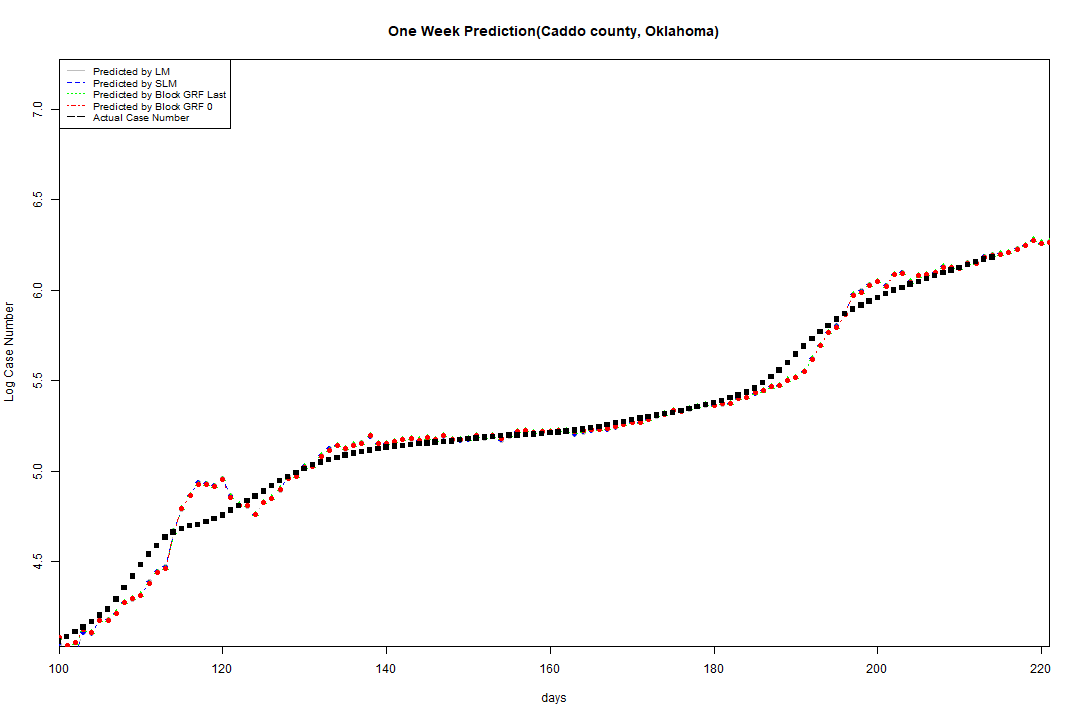 One Week Prediction(Caddo county, Oklahoma)
Predicted by LM
Predicted by SLM
Predicted by Block GRF Last
Predicted by Block GRF 0
Actual Case Number
7.0
6.5
6.0
5.5
5.0
4.5
Log Case Number
100 120 140 160 180 200 220
days